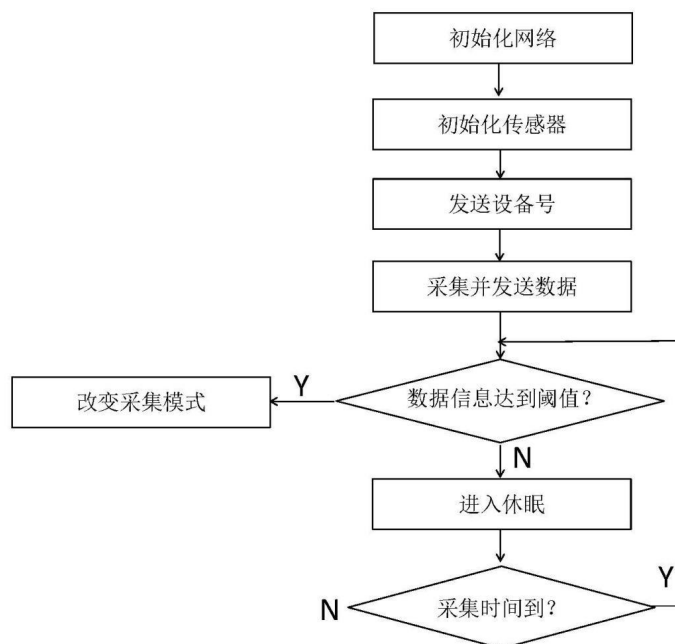 初始化网络
初始化传感器
发送设备号
采集并发送数据
数据信息达到阈值?
Y
改变采集模式
N
进入休眠
采集时间到?
N
Y